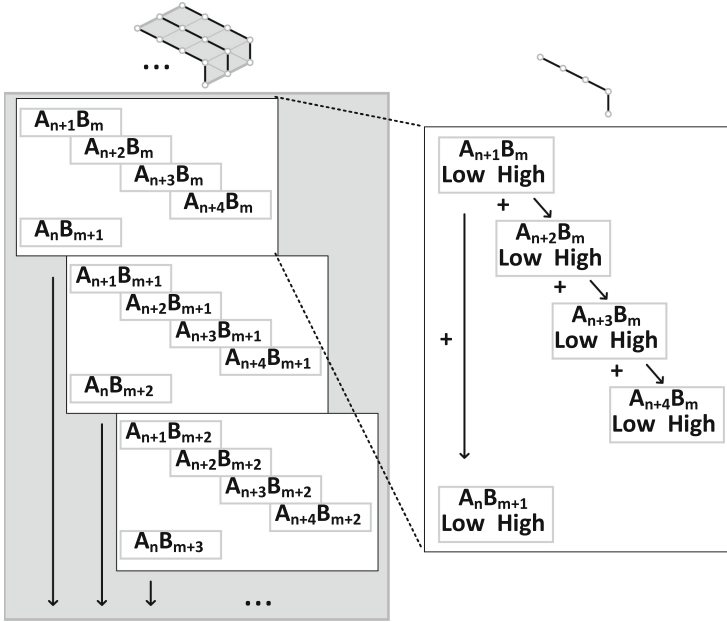 ...
A_{n+1}B_m
A_{n+2}B_m
A_{n+3}B_m
A_{n+4}B_m
A_nB_{m+1}
A_{n+1}B_{m+1}
A_{n+2}B_{m+1}
A_{n+3}B_{m+1}
A_{n+4}B_{m+1}
A_nB_{m+2}
A_{n+1}B_{m+2}
A_{n+2}B_{m+2}
A_{n+3}B_{m+2}
A_{n+4}B_{m+2}
A_nB_{m+3}
...
A_{n+1}B_m
Low High
+
A_{n+2}B_m
Low High
+
A_{n+3}B_m
Low High
+
+
A_{n+4}B_m
Low High
A_nB_{m+1}
Low High